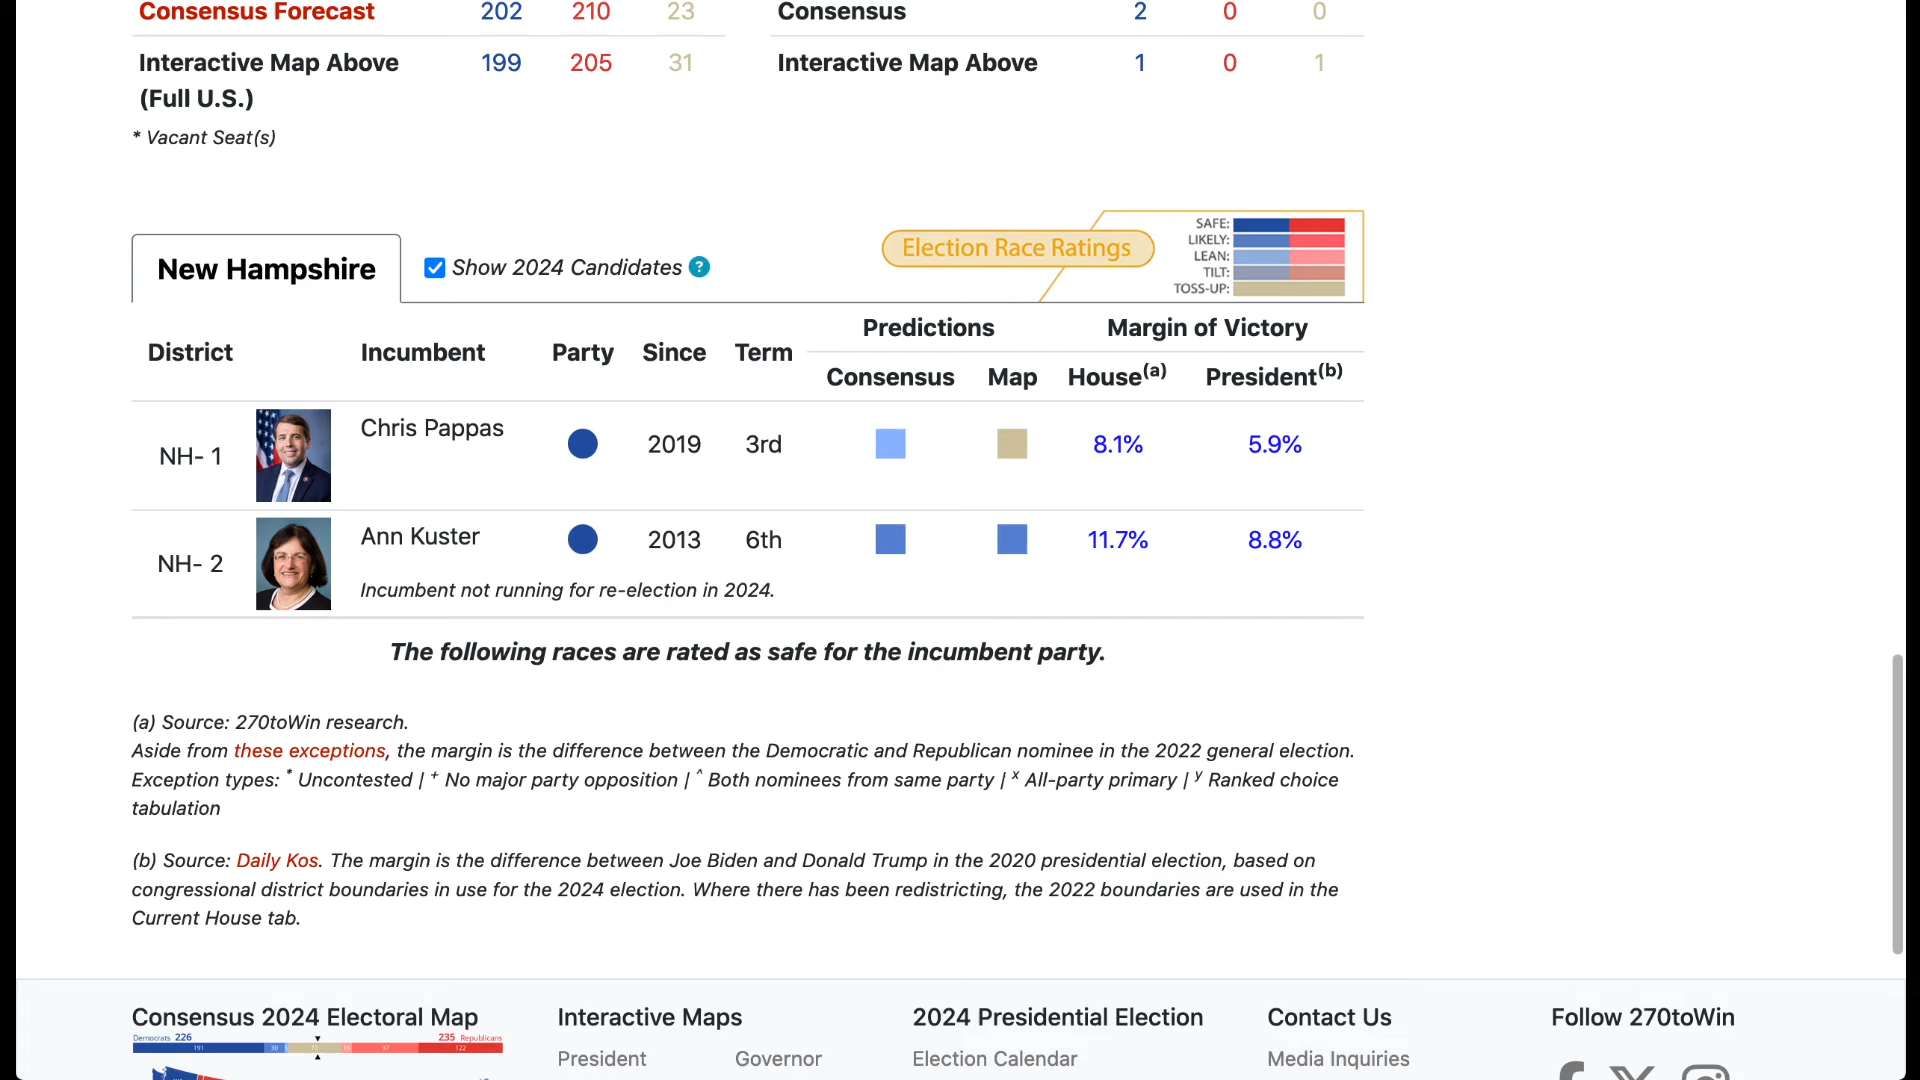 Consensus Forecast 202 210 23 Consensus 2 0 0
Interactive Map Above 199 205 31 Interactive Map Above 1 0 1
(Full U.S.)
* Vacant Seat(s)
Election Race Ratings
SAFE:
LIKELY:
LEAN:
TILT:
TOSS-UP:
New Hampshire Show 2024 Candidates ?
Predictions Margin of Victory
District Incumbent Party Since Term
Consensus Map House(a) President(b)
Chris Pappas
NH- 1 2019 3rd 8.1% 5.9%
Ann Kuster 2013 6th 11.7% 8.8%
NH- 2
Incumbent not running for re-election in 2024.
The following races are rated as safe for the incumbent party.
(a) Source: 270toWin research.
Aside from these exceptions, the margin is the difference between the Democratic and Republican nominee in the 2022 general election.
Exception types: * Uncontested | + No major party opposition | ^ Both nominees from same party | x All-party primary | y Ranked choice
tabulation
(b) Source: Daily Kos. The margin is the difference between Joe Biden and Donald Trump in the 2020 presidential election, based on
congressional district boundaries in use for the 2024 election. Where there has been redistricting, the 2022 boundaries are used in the
Current House tab.
Consensus 2024 Electoral Map Interactive Maps 2024 Presidential Election Contact Us Follow 270toWin
Democrats 226 235 Republicans
191 30 77 97 122
President Governor Election Calendar Media Inquiries